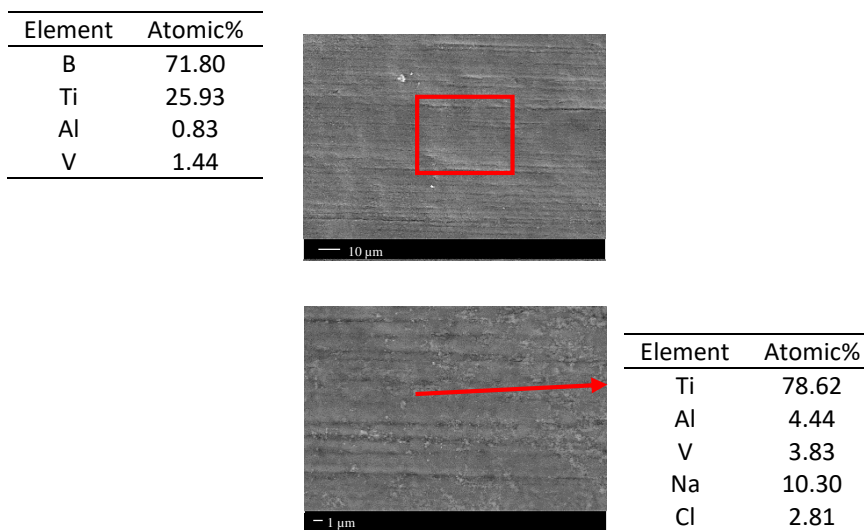 Element Atomic%
B 71.80
Ti 25.93
Al 0.83
V 1.44
10 µm
Element Atomic%
Ti 78.62
Al 4.44
V 3.83
Na 10.30
Cl 2.81
1 µm